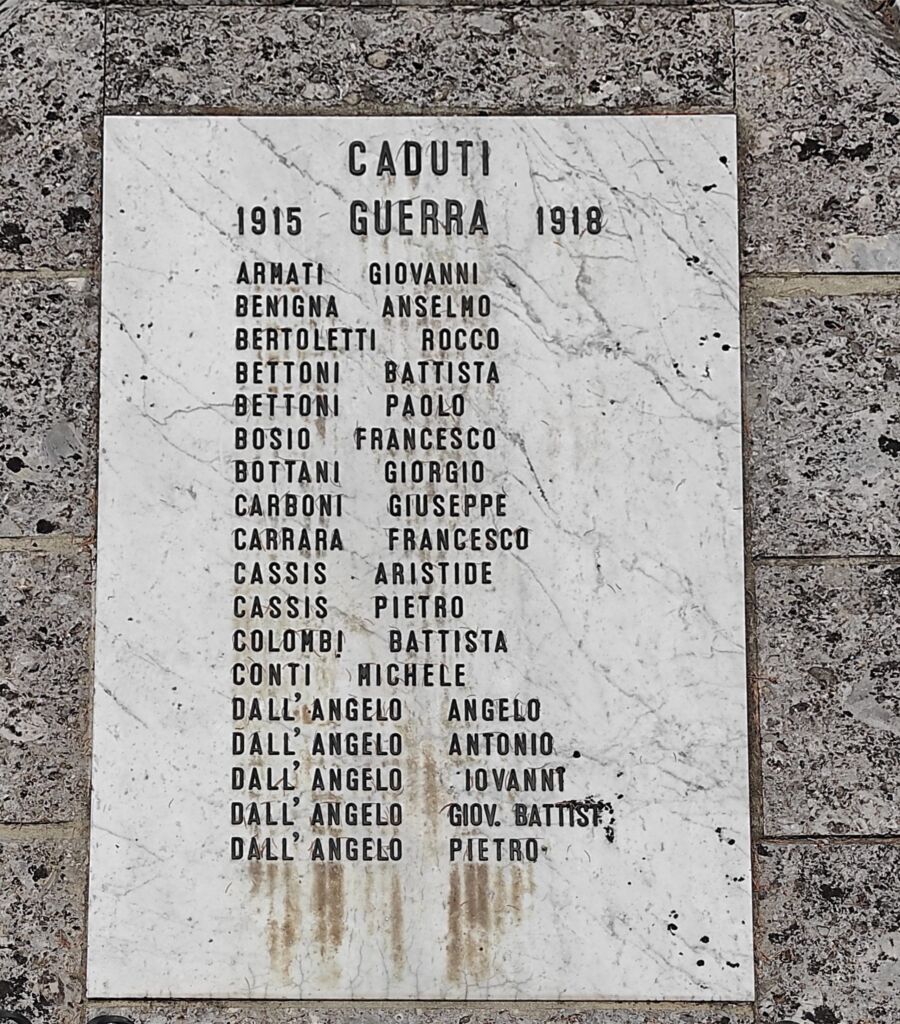 CADUTI
1915 GUERRA 1918
ARMATI GIOVANNI
BENIGNA ANSELMO
BERTOLETTI ROCCO
BETTONI BATTISTA
BETTONI PAOLO
BOSIO FRANCESCO
BOTTANI GIORGIO
CARBONI GIUSEPPE
CARRARA FRANCESCO
CASSIS ARISTIDE
CASSIS PIETRO
COLOMBI BATTISTA
CONTI MICHELE
DALL'ANGELO ANGELO
DALL'ANGELO ANTONIO
DALL'ANGELO IOVANNI
DALL'ANGELO GIOV. BATTIST
DALL'ANGELO PIETRO